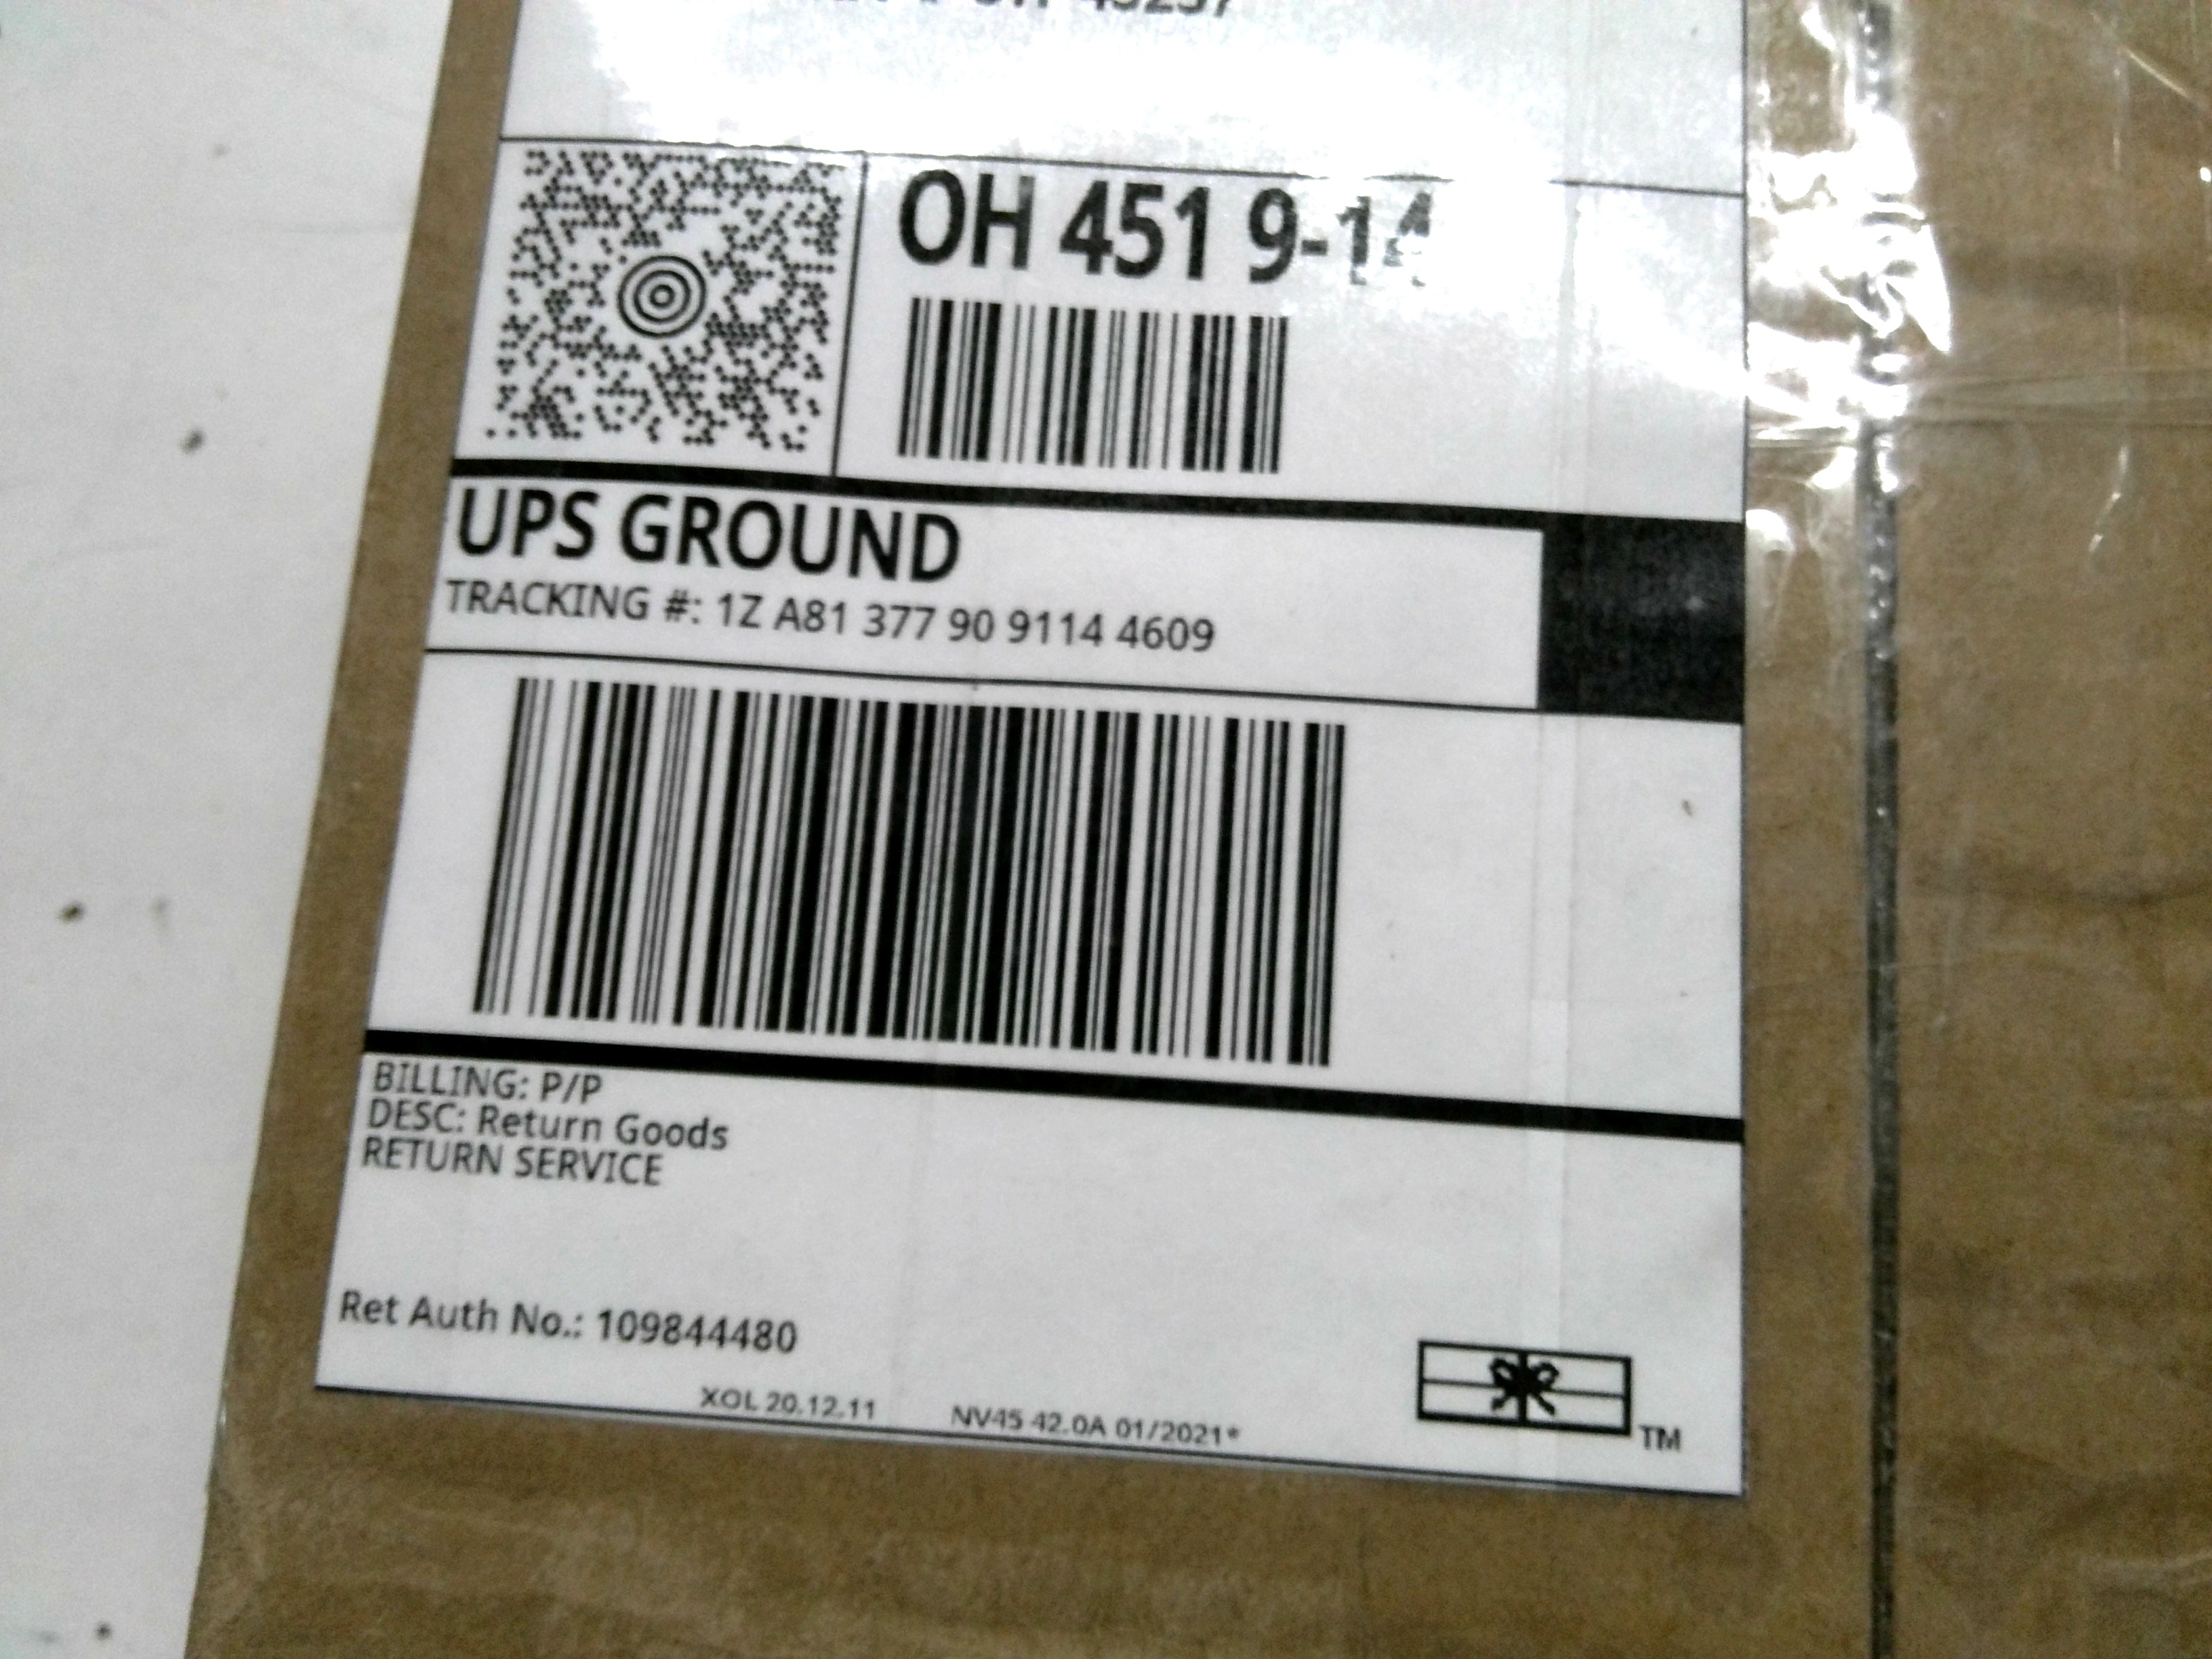 OH 451 9-14
UPS GROUND
TRACKING #: 1Z A81 377 90 9114 4609
BILLING: P/P
DESC: Return Goods
RETURN SERVICE
Ret Auth No.: 109844480
XOL 20.12.11 NV45 42.0A 01/2021*
TM